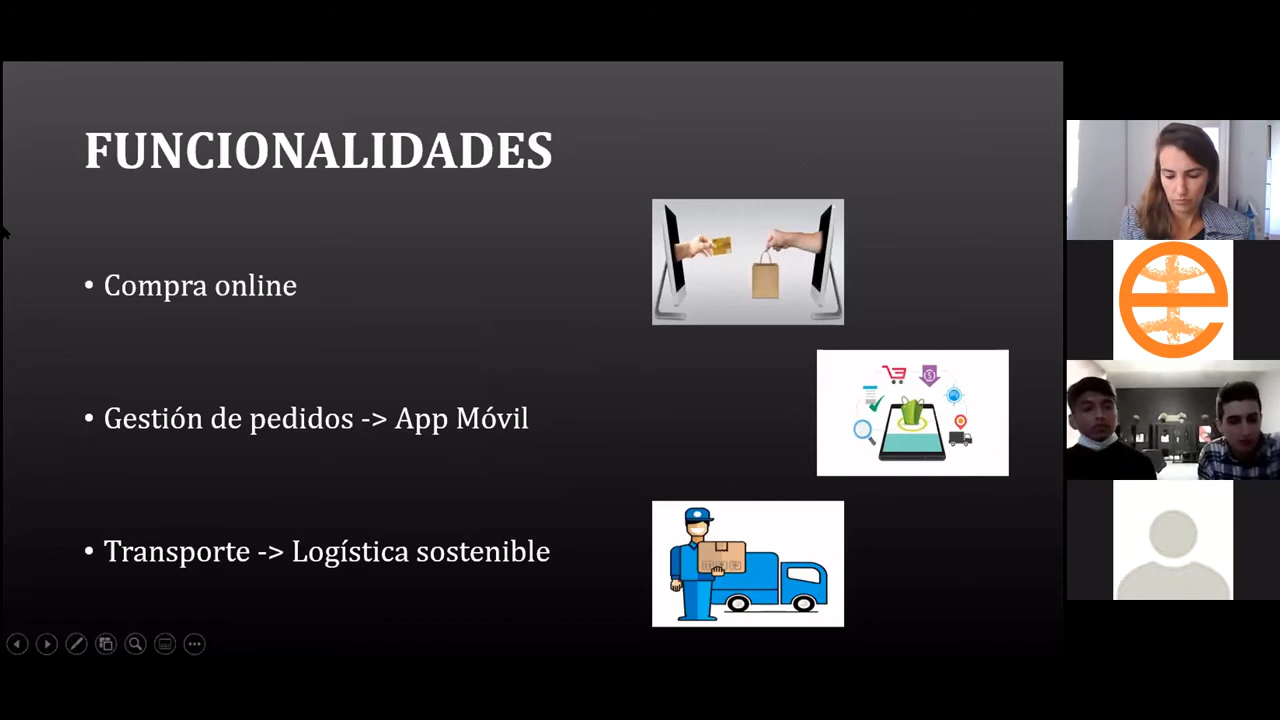 FUNCIONALIDADES
• Compra online
• Gestión de pedidos -> App Móvil
• Transporte -> Logística sostenible